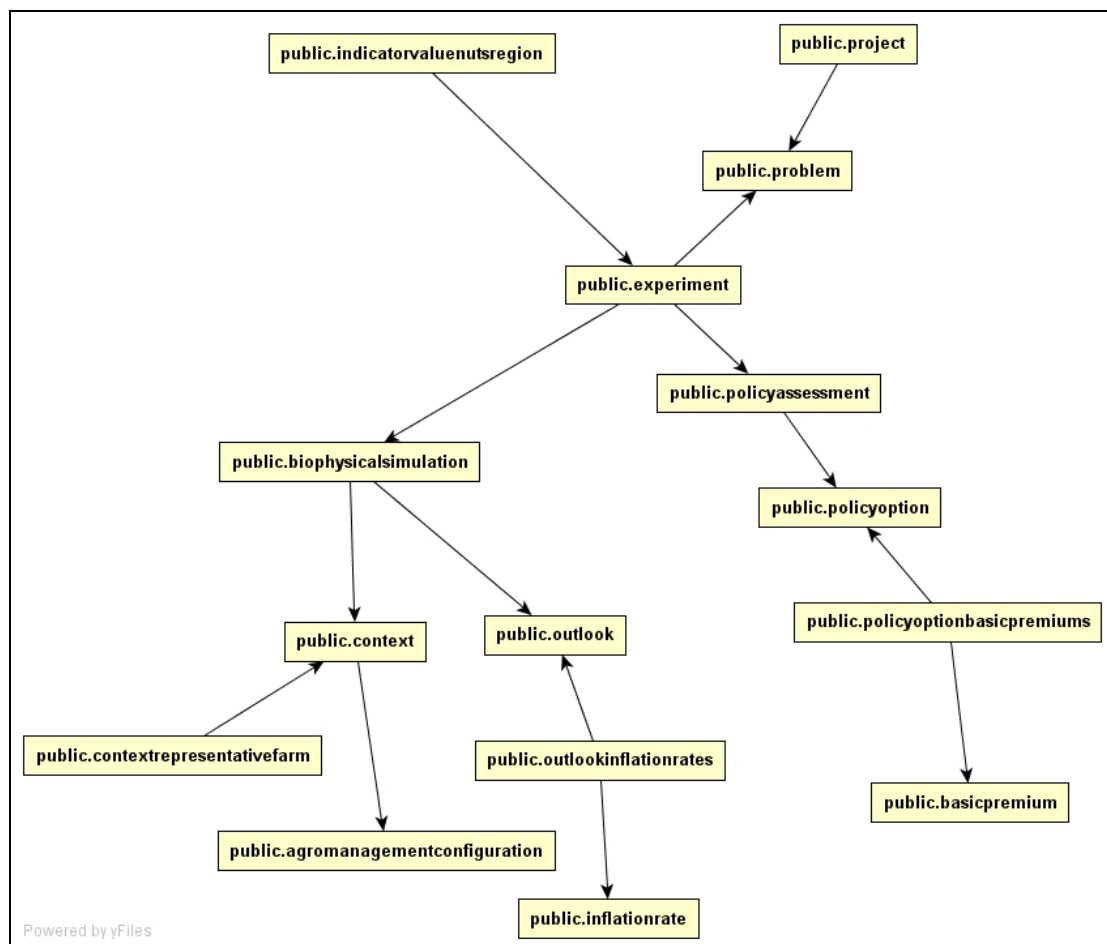 public.project
public.indicatorvaluenutsregion
public.problem
public.experiment
public.policyassessment
public.biophysicalsimulation
public.policyoption
public.policyoptionbasicpremiums
public.context
public.outlook
public.contextrepresentativefarm
public.outlookinflationrates
public.basicpremium
public.agromanagementconfiguration
public.inflationrate
Powered by yFiles